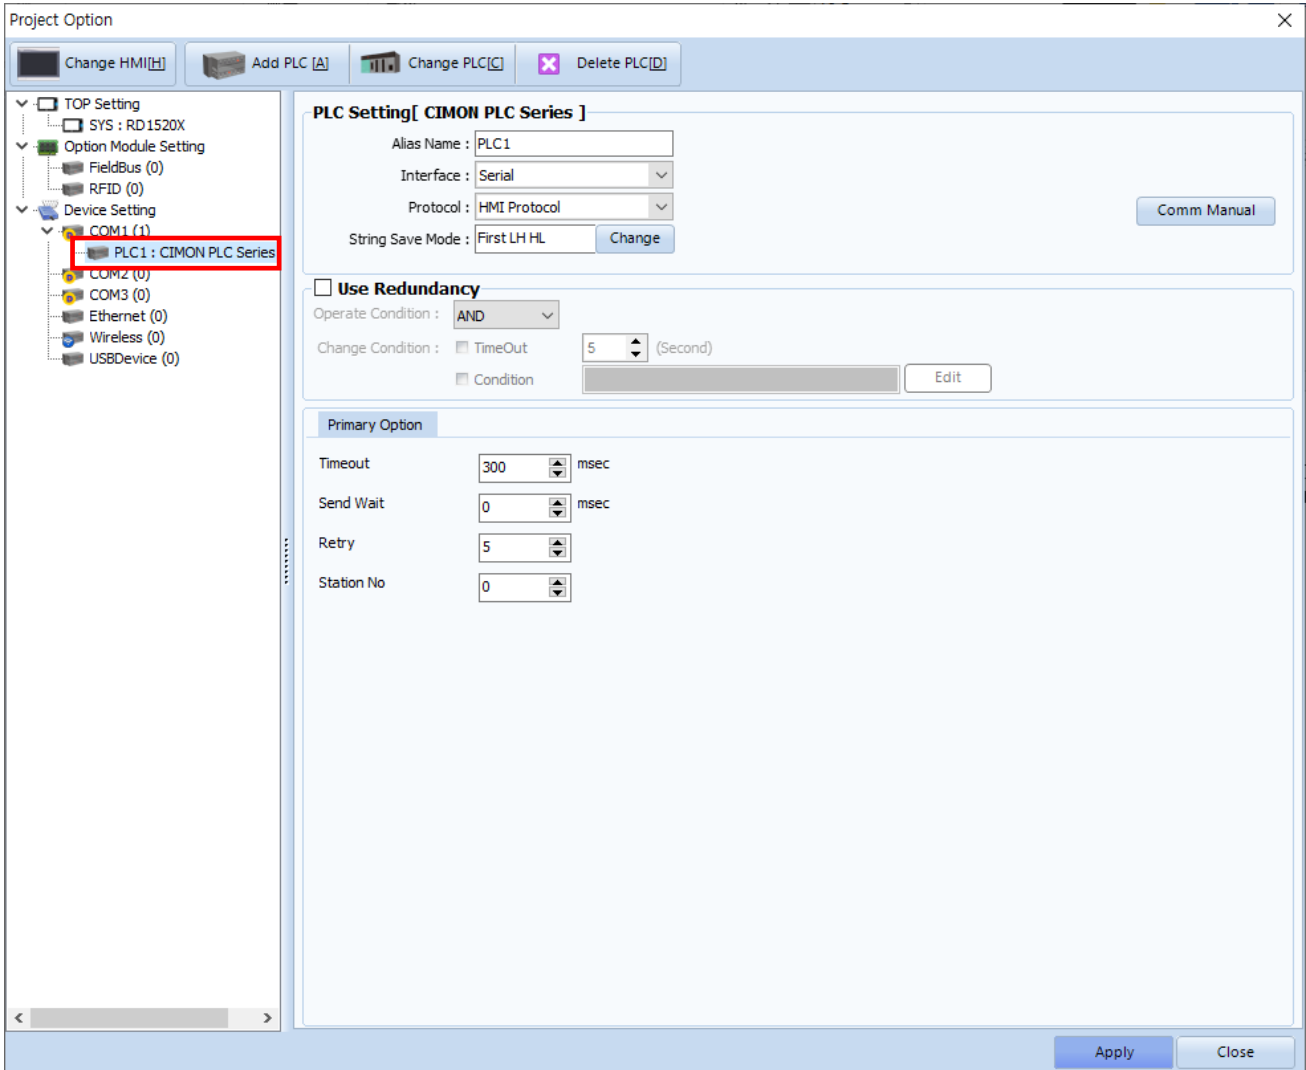 Project Option
Change HMI[H]
Add PLC [A]
Change PLC[C]
Delete PLC[D]
TOP Setting
SYS : RD1520X
Option Module Setting
FieldBus (0)
RFID (0)
Device Setting
COM1 (1)
PLC1 : CIMON PLC Series
COM2 (0)
COM3 (0)
Ethernet (0)
Wireless (0)
USBDevice (0)
PLC Setting[ CIMON PLC Series ]
Alias Name : PLC1
Interface : Serial
Protocol : HMI Protocol
Comm Manual
String Save Mode : First LH HL Change
Use Redundancy
Operate Condition : AND
Change Condition : TimeOut 5 (Second)
Condition Edit
Primary Option
Timeout 300 msec
Send Wait 0 msec
Retry 5
Station No 0
Apply
Close